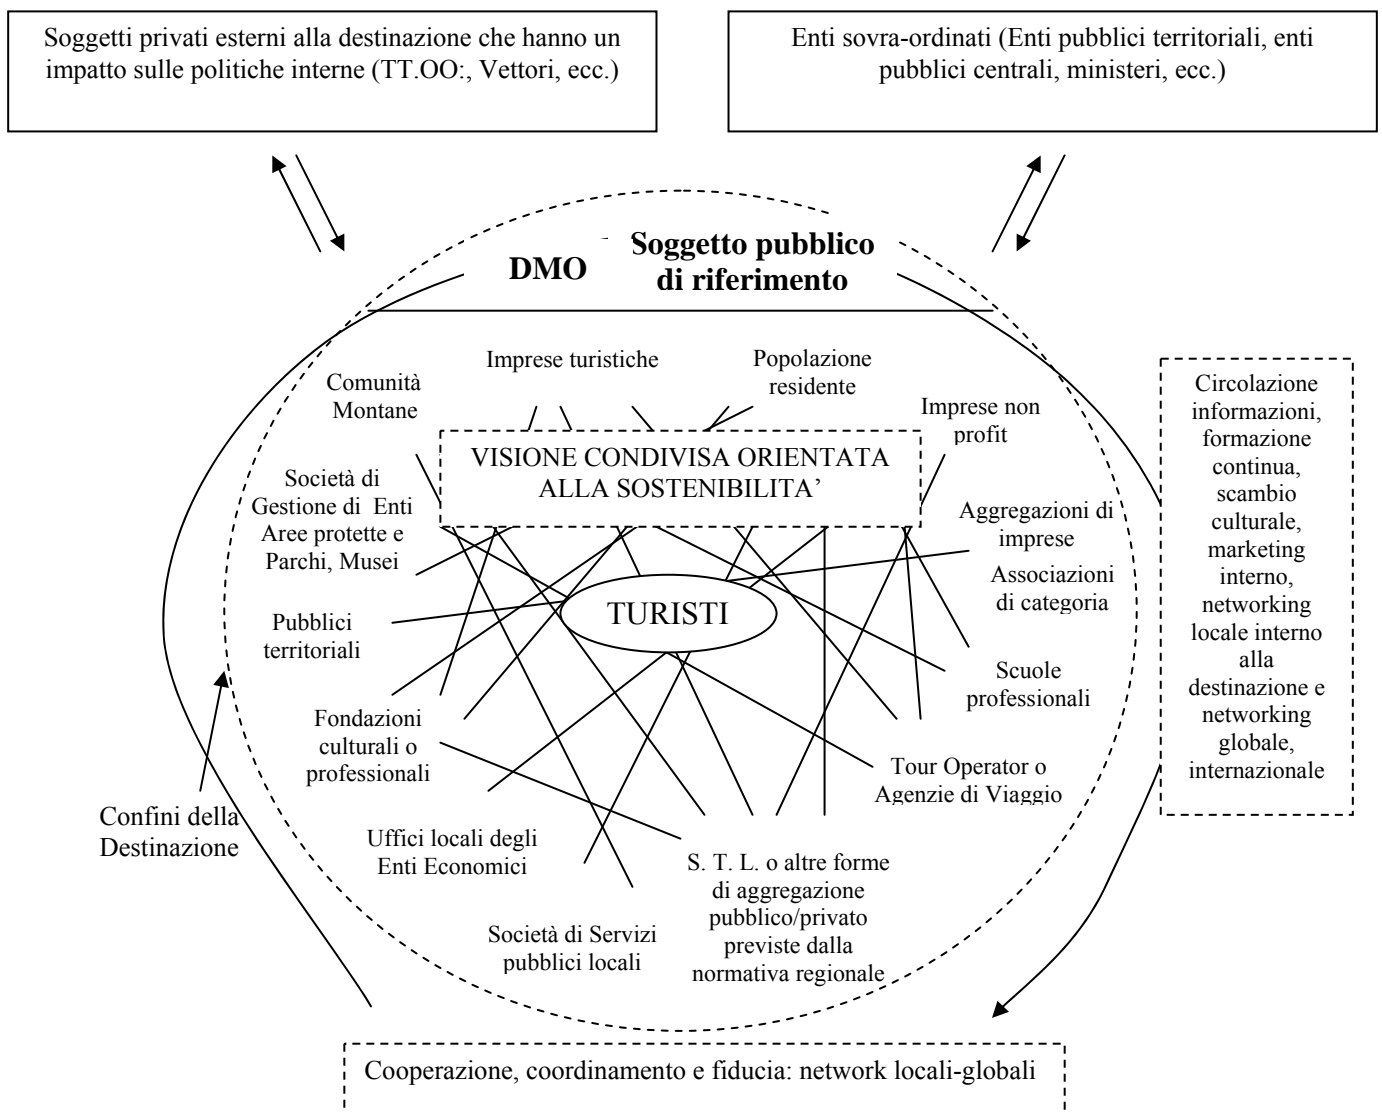 Soggetti privati esterni alla destinazione che hanno un
impatto sulle politiche interne (TT.OO:, Vettori, ecc.)
Enti sovra-ordinati (Enti pubblici territoriali, enti
pubblici centrali, ministeri, ecc.)
DMO
Soggetto pubblico
di riferimento
Imprese turistiche
Popolazione
residente
Comunità
Montane
Imprese non
profit
VISIONE CONDIVISA ORIENTATA
ALLA SOSTENIBILITA’
Società di
Gestione di Enti
Aree protette e
Parchi, Musei
Aggregazioni di
imprese
Associazioni
di categoria
TURISTI
Pubblici
territoriali
Scuole
professionali
Fondazioni
culturali o
professionali
Tour Operator o
Agenzie di Viaggio
Uffici locali degli
Enti Economici
S. T. L. o altre forme
di aggregazione
pubblico/privato
previste dalla
normativa regionale
Società di Servizi
pubblici locali
Confini della
Destinazione
Circolazione
informazioni,
formazione
continua,
scambio
culturale,
marketing
interno,
networking
locale interno
alla
destinazione e
networking
globale,
internazionale
Cooperazione, coordinamento e fiducia: network locali-globali